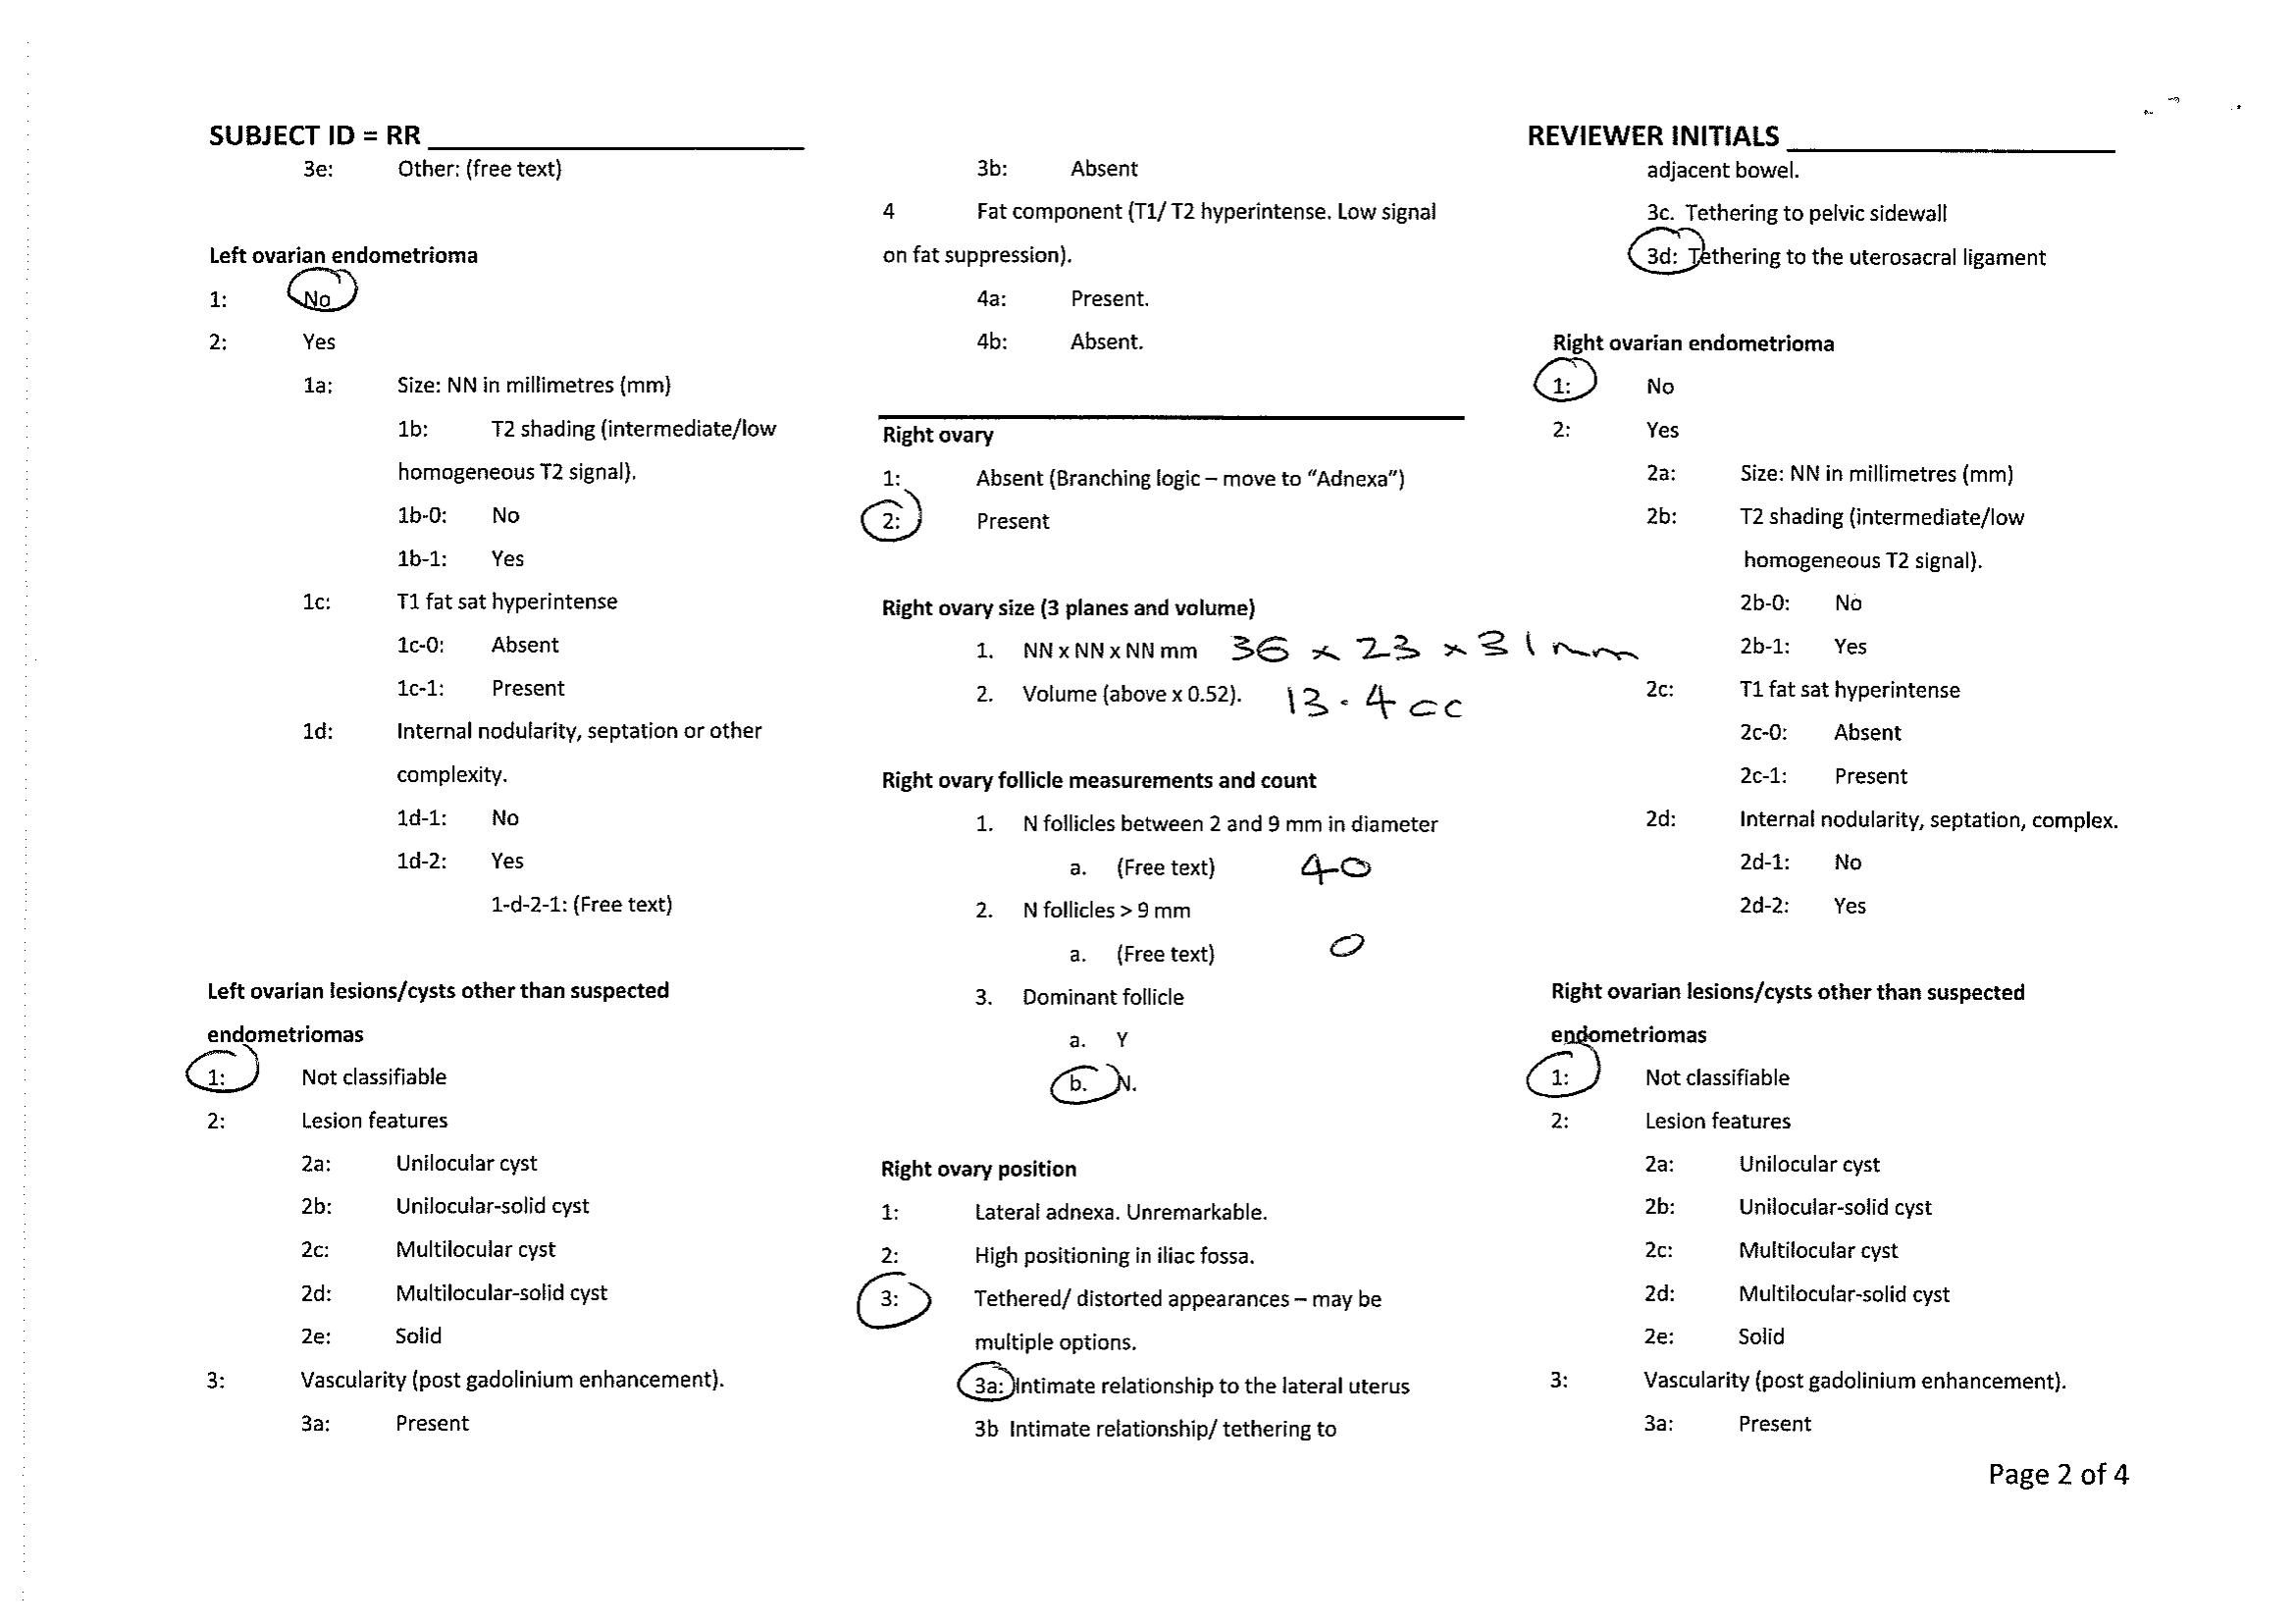 SUBJECT ID = RR
REVIEWER INITIALS
3e: Other: (free text)
Left ovarian endometrioma
1: No
2: Yes
1a: Size: NN in millimetres (mm)
1b: T2 shading (intermediate/low
homogeneous T2 signal).
1b-0: No
1b-1: Yes
1c: T1 fat sat hyperintense
1c-0: Absent
1c-1: Present
1d: Internal nodularity, septation or other
complexity.
1d-1: No
1d-2: Yes
1-d-2-1: (Free text)
Left ovarian lesions/cysts other than suspected
endometriomas
1: Not classifiable
2: Lesion features
2a: Unilocular cyst
2b: Unilocular-solid cyst
2c: Multilocular cyst
2d: Multilocular-solid cyst
2e: Solid
3: Vascularity (post gadolinium enhancement).
3a: Present
3b: Absent
4 Fat component (T1/ T2 hyperintense. Low signal
on fat suppression).
4a: Present.
4b: Absent.
Right ovary
1: Absent (Branching logic – move to “Adnexa”)
2: Present
Right ovary size (3 planes and volume)
1. NN x NN x NN mm 36 x 23 x 31 mm
2. Volume (above x 0.52). 13.4 cc
Right ovary follicle measurements and count
1. N follicles between 2 and 9 mm in diameter
a. (Free text) 40
2. N follicles > 9 mm
a. (Free text) 0
3. Dominant follicle
a. Y
b. N.
Right ovary position
1: Lateral adnexa. Unremarkable.
2: High positioning in iliac fossa.
3: Tethered/ distorted appearances – may be
multiple options.
3a: Intimate relationship to the lateral uterus
3b Intimate relationship/ tethering to
adjacent bowel.
3c. Tethering to pelvic sidewall
3d: Tethering to the uterosacral ligament
Right ovarian endometrioma
1: No
2: Yes
2a: Size: NN in millimetres (mm)
2b: T2 shading (intermediate/low
homogeneous T2 signal).
2b-0: No
2b-1: Yes
2c: T1 fat sat hyperintense
2c-0: Absent
2c-1: Present
2d: Internal nodularity, septation, complex.
2d-1: No
2d-2: Yes
Right ovarian lesions/cysts other than suspected
endometriomas
1: Not classifiable
2: Lesion features
2a: Unilocular cyst
2b: Unilocular-solid cyst
2c: Multilocular cyst
2d: Multilocular-solid cyst
2e: Solid
3: Vascularity (post gadolinium enhancement).
3a: Present
Page 2 of 4